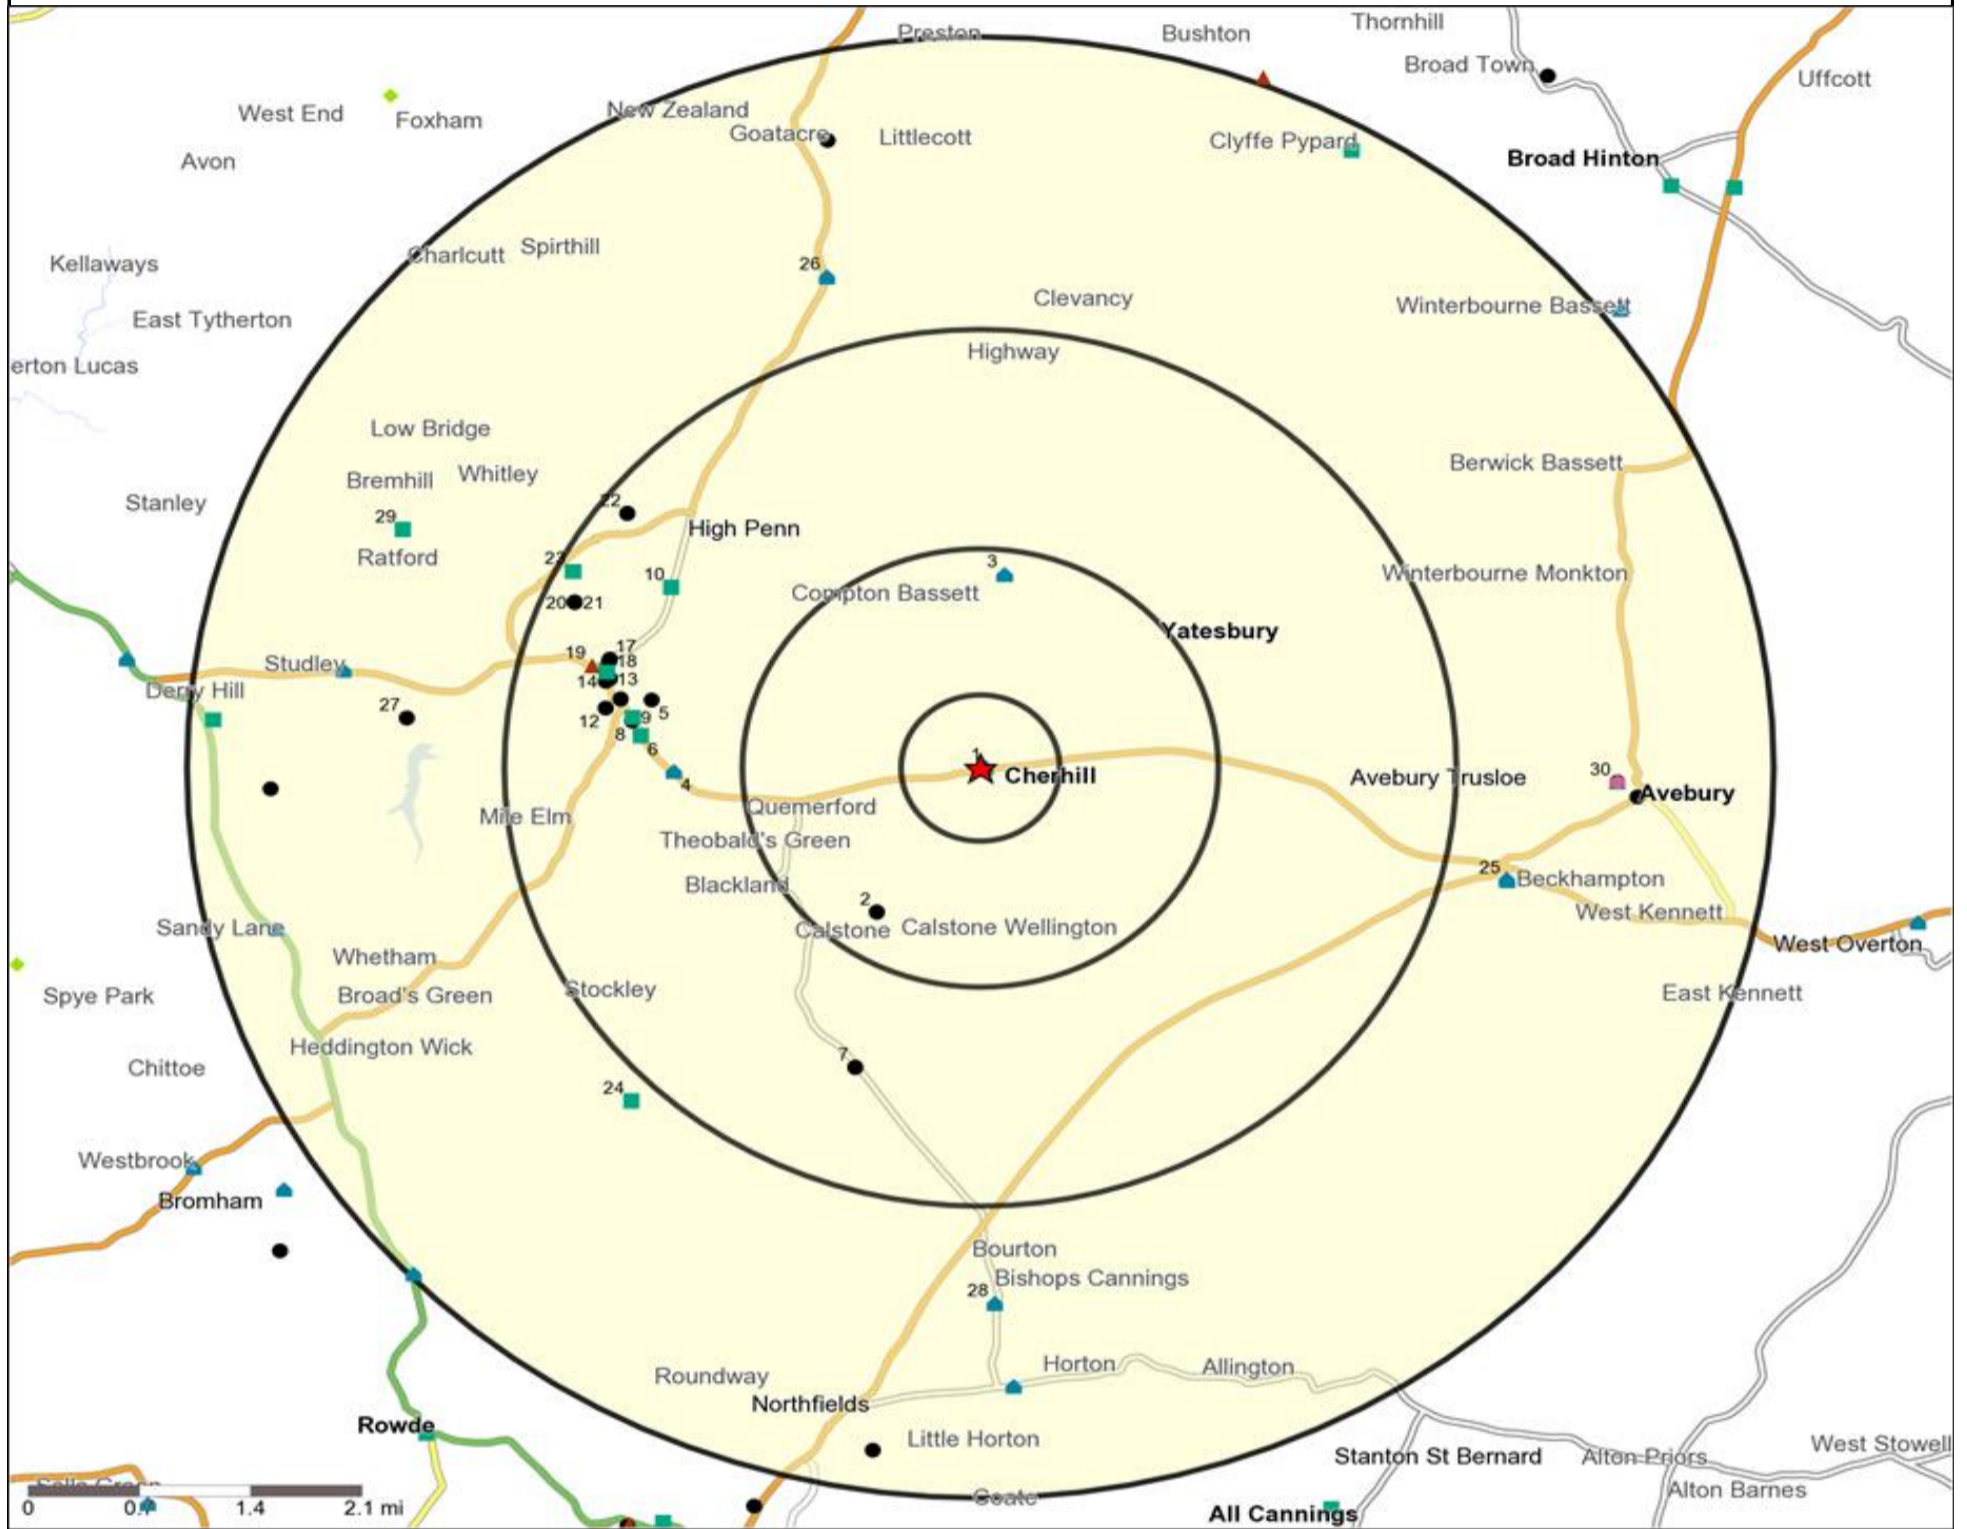 Preston
Bushton
Thornhill
Broad Town
Uffcott
West End
Foxham
New Zealand
Goatacre
Littlecott
Clyffe Pypard
Broad Hinton
Avon
Charlcutt
Spirthill
Kellaways
26
Clevancy
Winterbourne Bassett
East Tytherton
Highway
erton Lucas
Low Bridge
Bremhill
Whitley
Berwick Bassett
Stanley
22
29
High Penn
Ratford
23
10
3
Compton Bassett
Winterbourne Monkton
20
21
Yatesbury
17
19
18
Studley
14
13
Derry Hill
27
12
9
5
8
6
1
Cherhill
Avebury Trusloe
30
Avebury
4
Quemerford
Mile Elm
Theobald's Green
25
Beckhampton
Blackland
2
West Kennett
Sandy Lane
Calstone
Calstone Wellington
West Overton
Whetham
Spye Park
Broad's Green
Stockley
East Kennett
Heddington Wick
7
Chittoe
24
Westbrook
Bromham
Bourton
Bishops Cannings
28
Roundway
Horton
Allington
Northfields
Rowde
Little Horton
Stanton St Bernard
Alton Priors
West Stowell
Coate
Alton Barnes
All Cannings
0
0.7
1.4
2.1 mi